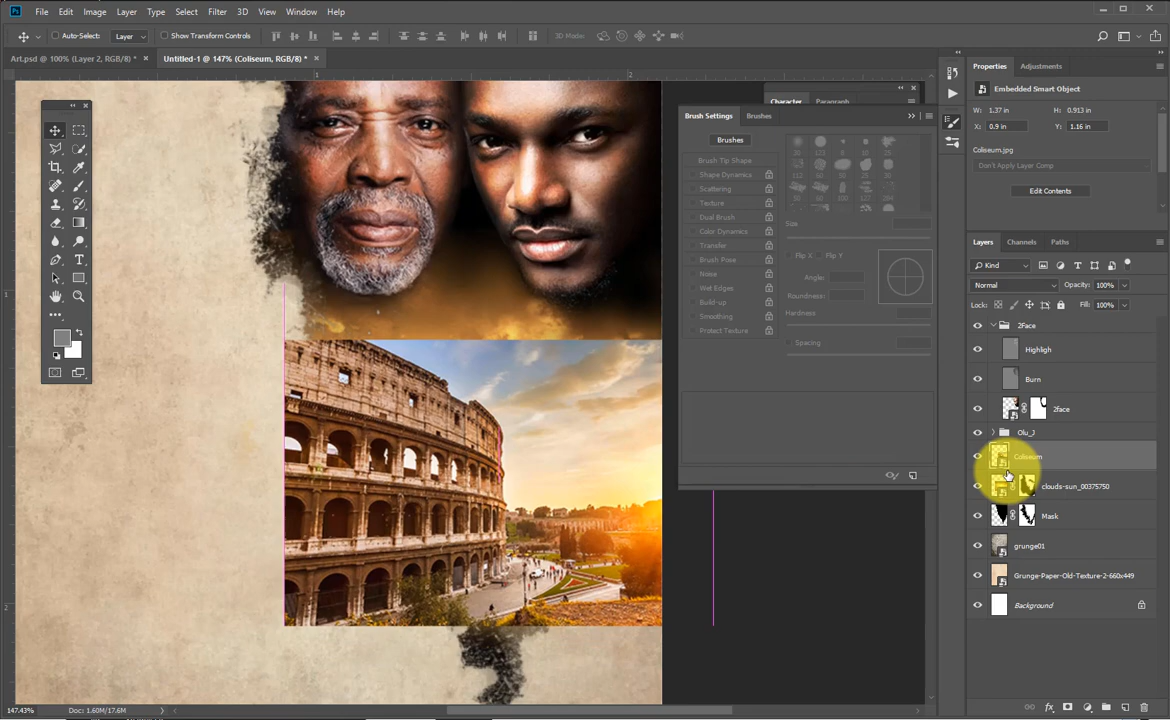 Ps File Edit Image Layer Type Select Filter 3D View Window Help
Auto-Select: Layer Show Transform Controls 3D Mode:
Art.psd @ 100% (Layer 2, RGB/8) * × Untitled-1 @ 147% (Coliseum, RGB/8) * ×
1 2
Character Paragraph
Brush Settings Brushes
Brushes
Brush Tip Shape
Shape Dynamics
Scattering
Texture
Dual Brush
Color Dynamics
Transfer
Brush Pose
Noise
Wet Edges
Build-up
Smoothing
Protect Texture
Size
Flip X Flip Y
Angle:
Roundness:
Hardness
Spacing
Properties Adjustments
Embedded Smart Object
W: 1.37 in H: 0.913 in
X: 0.9 in Y: 1.16 in
Coliseum.jpg
Don't Apply Layer Comp
Edit Contents
Layers Channels Paths
Kind
Normal Opacity: 100%
Lock: Fill: 100%
2Face
Highligh
Burn
2face
Olu_J
Coliseum
clouds-sun_00375750
Mask
grunge01
Grunge-Paper-Old-Texture-2-660x449
Background
1
2
147.43% Doc: 1.60M/17.6M